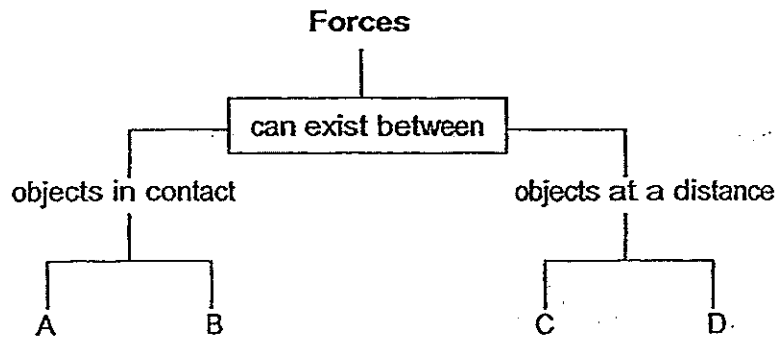 Forces
can exist between
objects in contact
objects at a distance
A
B
C
D